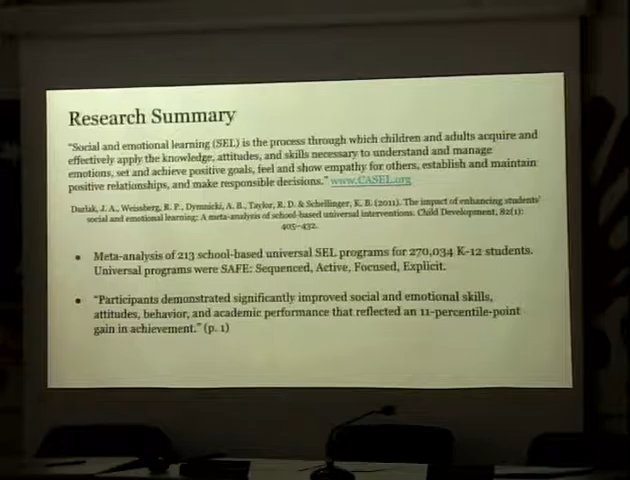 Research Summary
"Social and emotional learning (SEL) is the process through which children and adults acquire and
effectively apply the knowledge, attitudes, and skills necessary to understand and manage
emotions, set and achieve positive goals, feel and show empathy for others, establish and maintain
positive relationships, and make responsible decisions." www.CASEL.org
Durlak, J. A., Weissberg, R. P., Dymnicki, A. B., Taylor, R. D. & Schellinger, K. B. (2011). The impact of enhancing students'
social and emotional learning: A meta-analysis of school-based universal interventions. Child Development, 82(1):
405-432.
• Meta-analysis of 213 school-based universal SEL programs for 270,034 K-12 students.
Universal programs were SAFE: Sequenced, Active, Focused, Explicit.
• "Participants demonstrated significantly improved social and emotional skills,
attitudes, behavior, and academic performance that reflected an 11-percentile-point
gain in achievement." (p. 1)